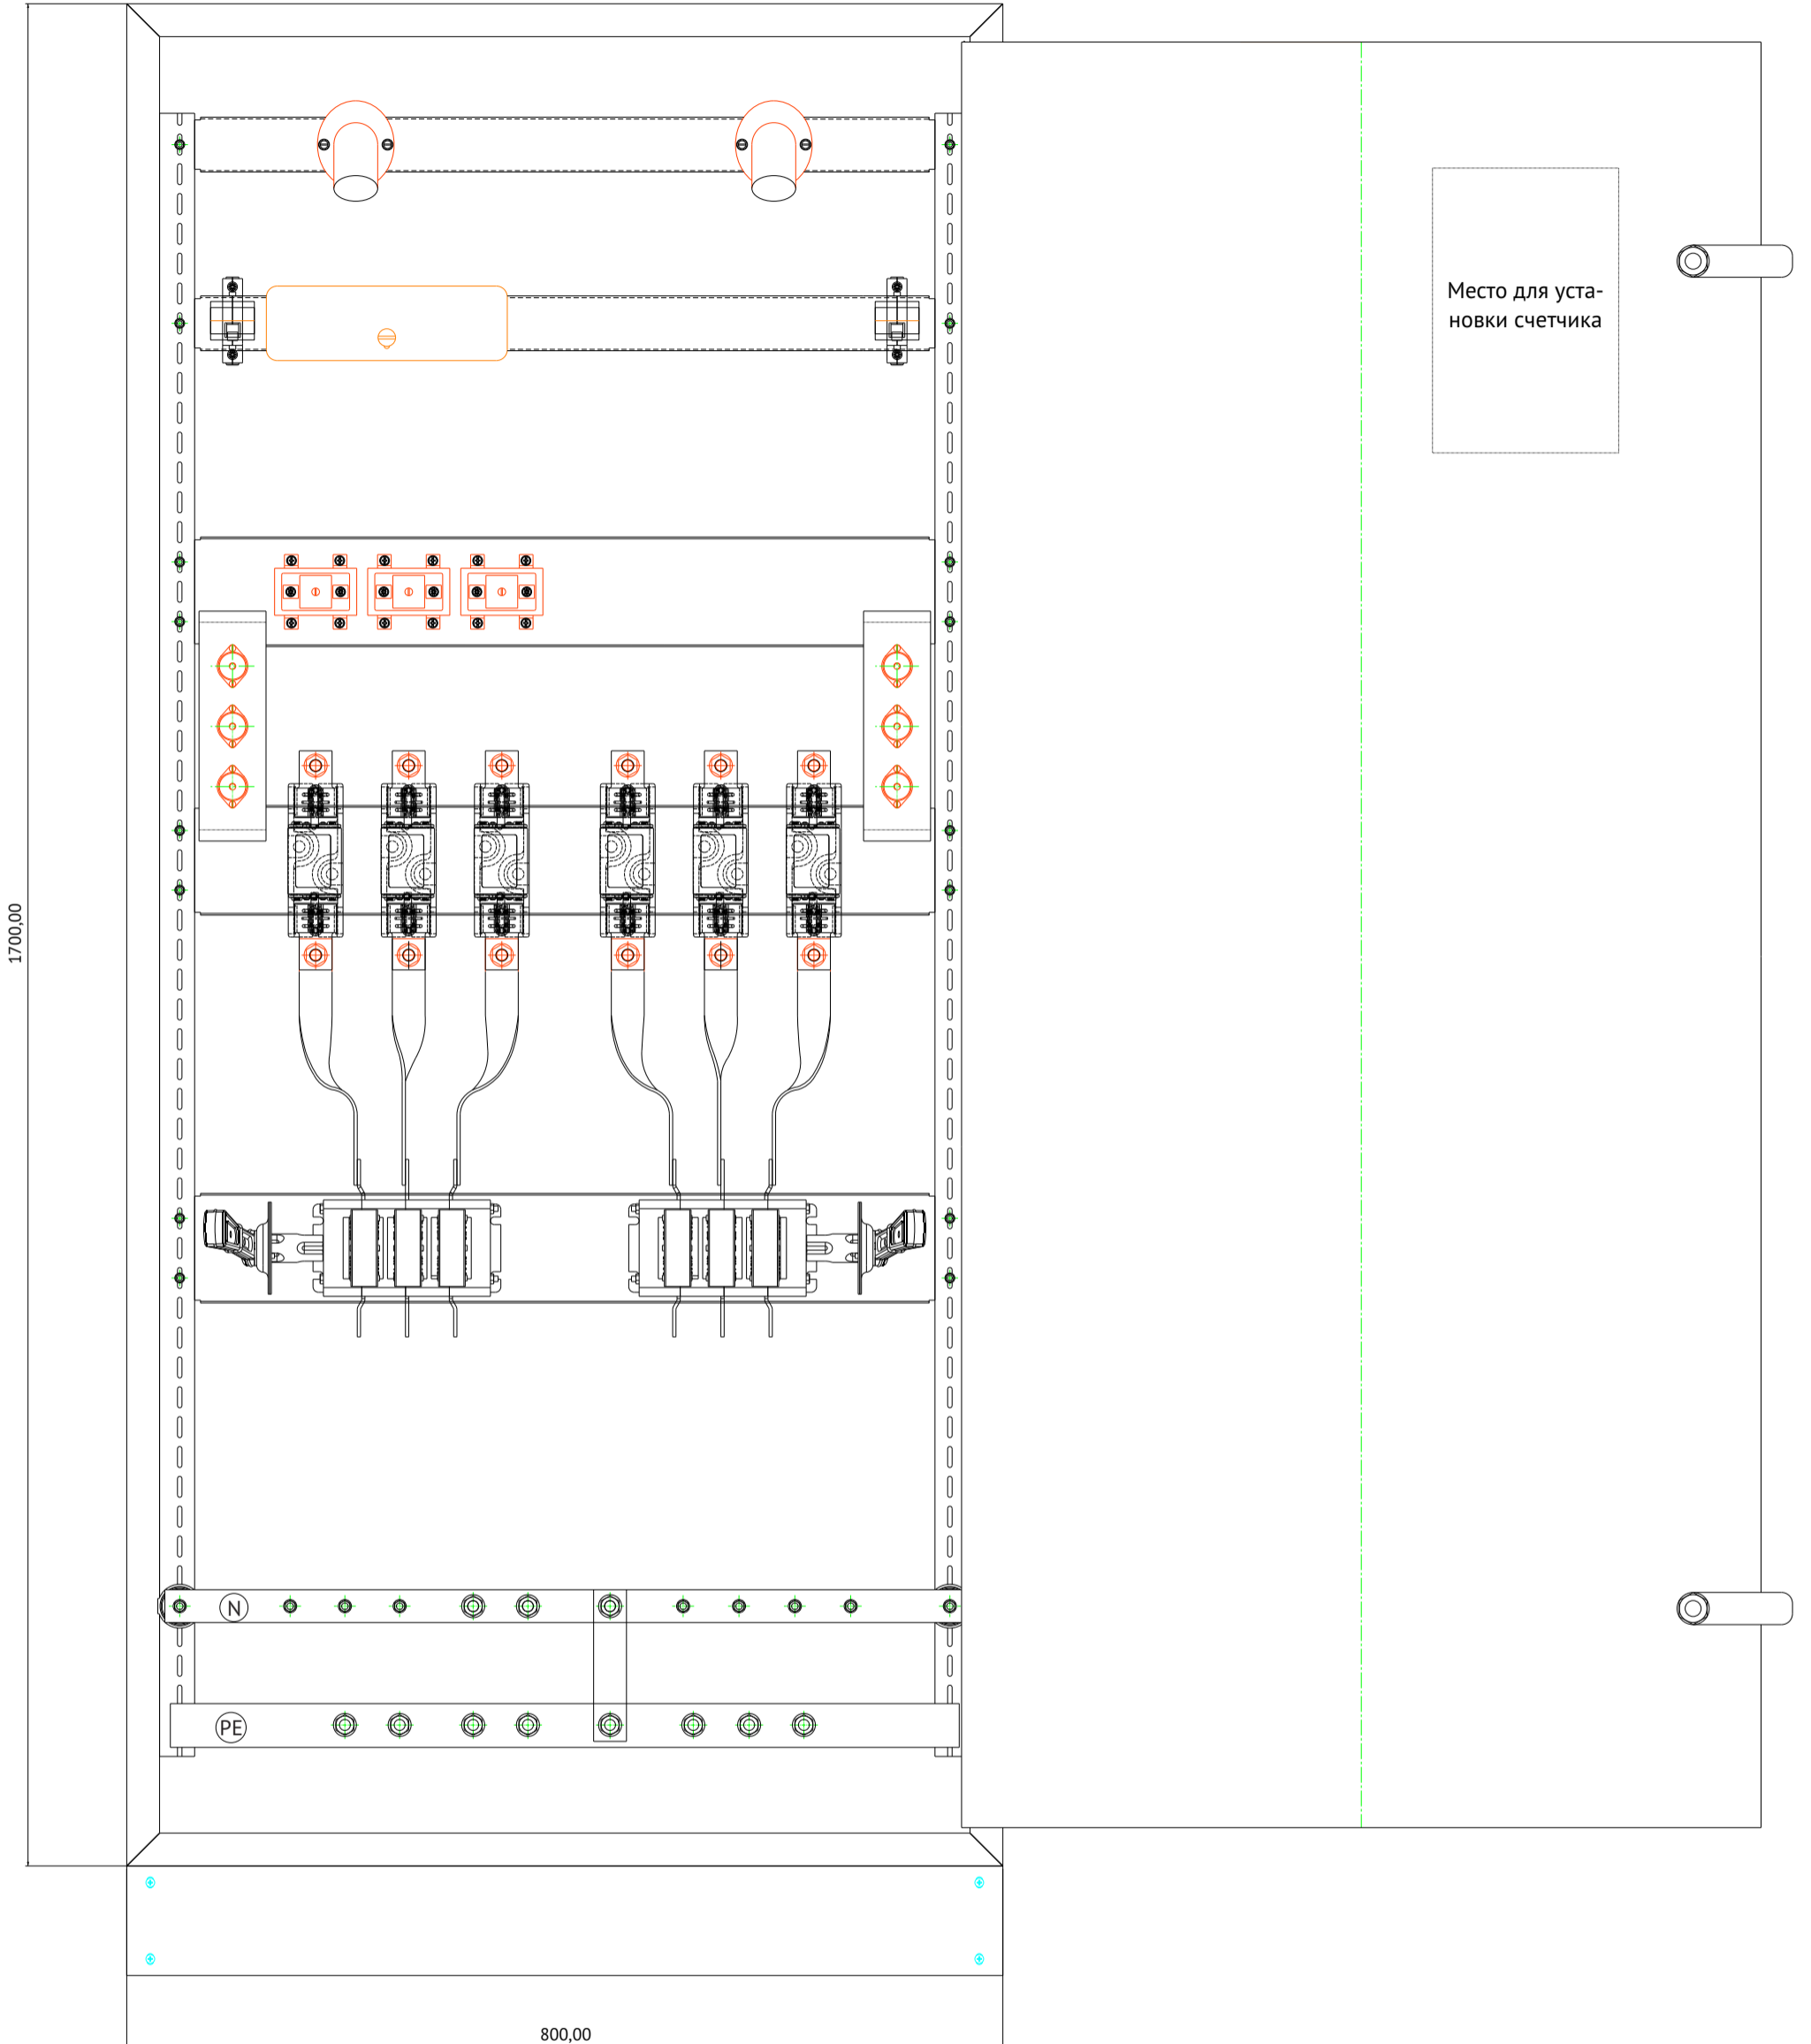 Место для уста-
новки счетчика
1700,00
N
PE
800,00